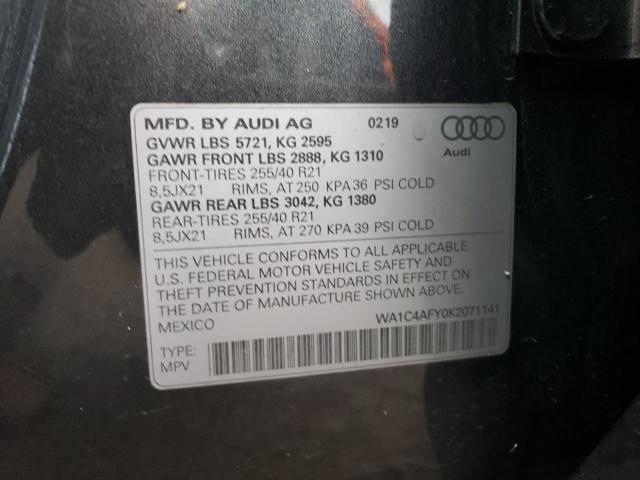 MFD. BY AUDI AG 0219
GVWR LBS 5721, KG 2595
GAWR FRONT LBS 2888, KG 1310
FRONT-TIRES 255/40 R21
8,5JX21 RIMS, AT 250 KPA 36 PSI COLD
GAWR REAR LBS 3042, KG 1380
REAR-TIRES 255/40 R21
8,5JX21 RIMS, AT 270 KPA 39 PSI COLD
Audi
THIS VEHICLE CONFORMS TO ALL APPLICABLE
U.S. FEDERAL MOTOR VEHICLE SAFETY AND
THEFT PREVENTION STANDARDS IN EFFECT ON
THE DATE OF MANUFACTURE SHOWN ABOVE.
MEXICO WA1C4AFY0K2071141
TYPE:
MPV